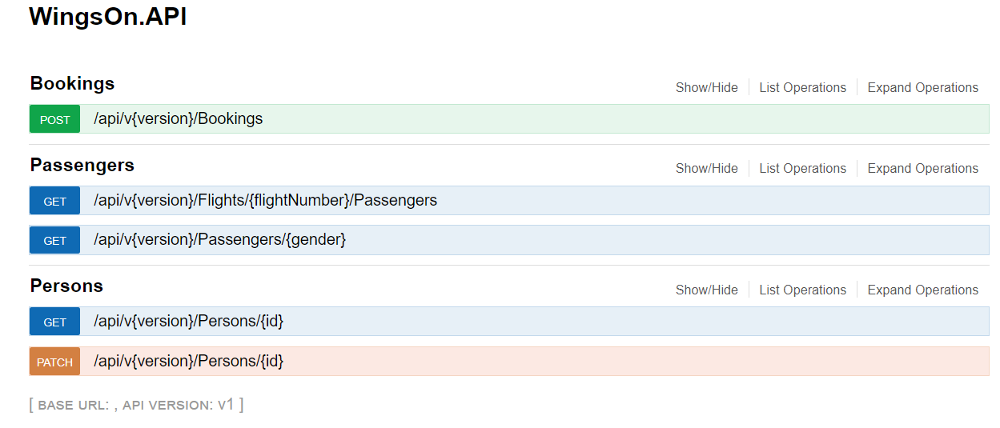 WingsOn.API
Bookings Show/Hide List Operations Expand Operations
POST /api/v{version}/Bookings
Passengers Show/Hide List Operations Expand Operations
GET /api/v{version}/Flights/{flightNumber}/Passengers
GET /api/v{version}/Passengers/{gender}
Persons Show/Hide List Operations Expand Operations
GET /api/v{version}/Persons/{id}
PATCH /api/v{version}/Persons/{id}
[ BASE URL: , API VERSION: V1 ]